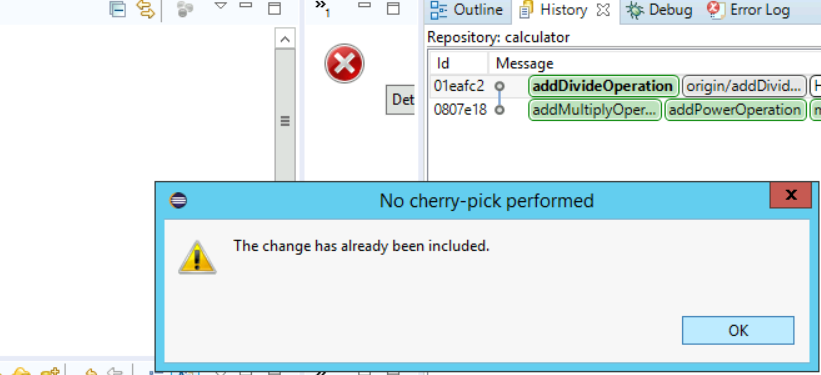 »1
Outline History Debug Error Log
Repository: calculator
Id Message
01eafc2 addDivideOperation origin/addDivid... H
Det
0807e18 addMultiplyOper... addPowerOperation m
No cherry-pick performed
x
The change has already been included.
OK